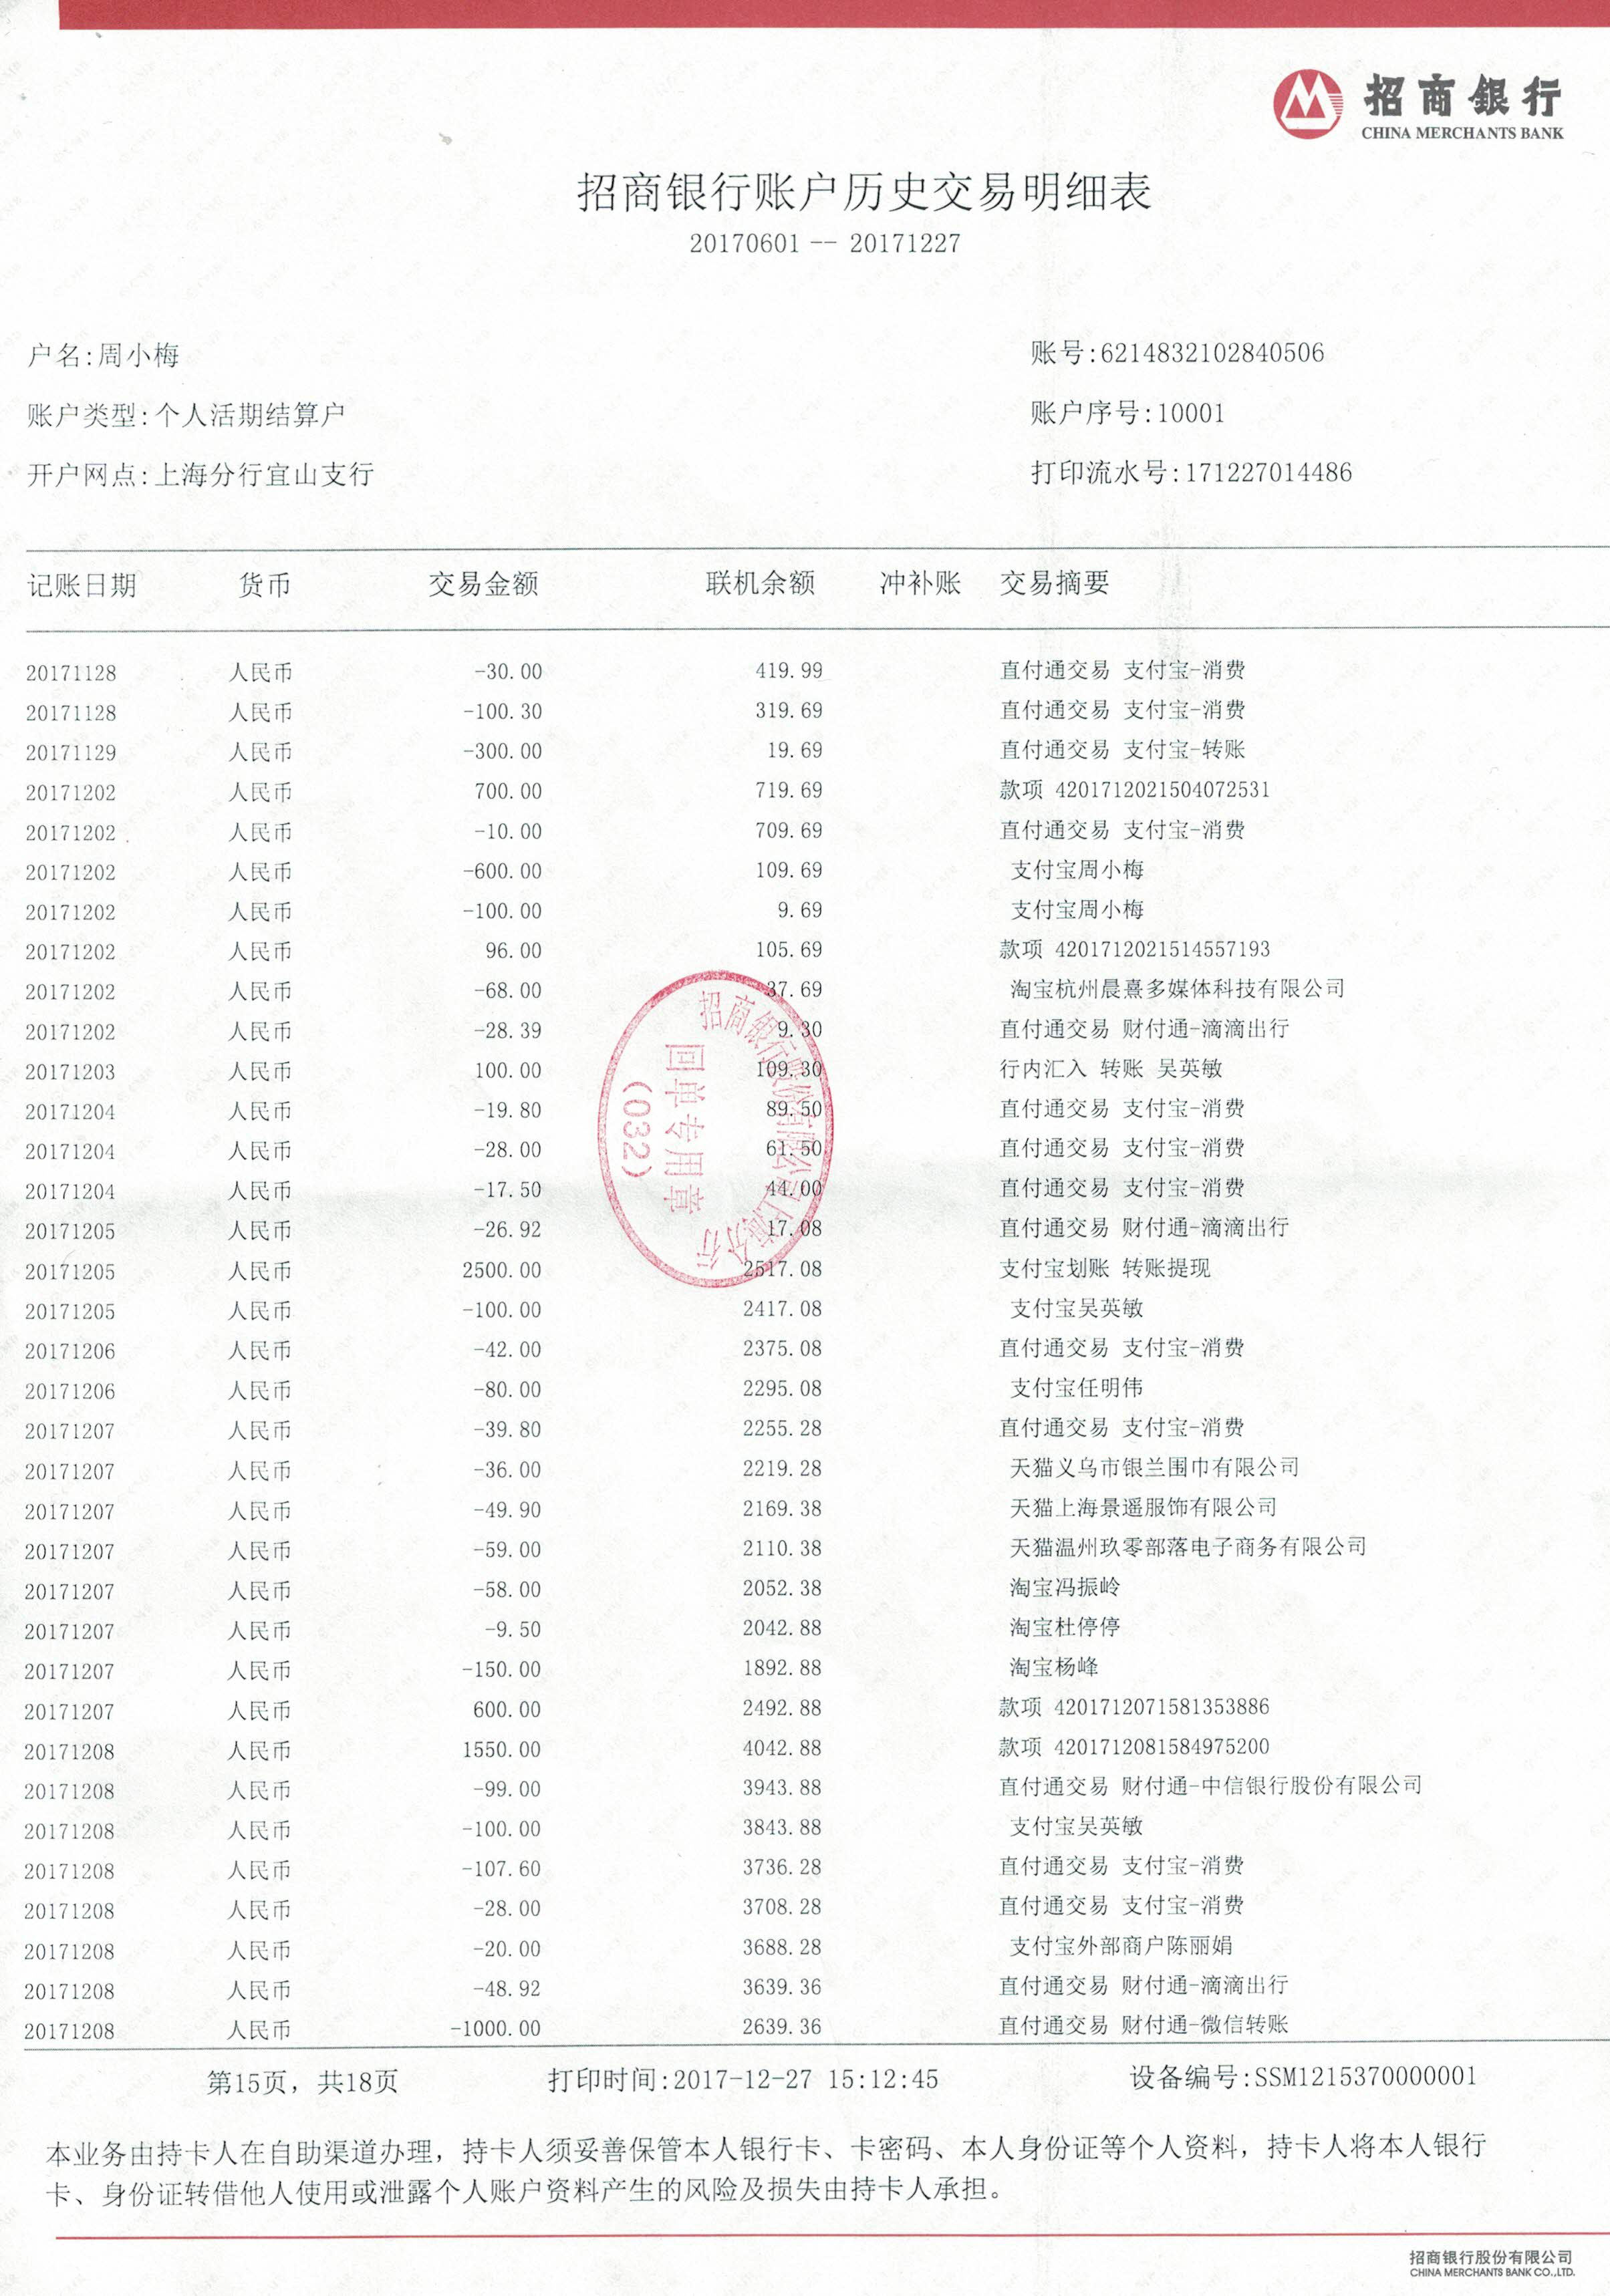 招商銀行
CHINA MERCHANTS BANK
招商银行账户历史交易明细表
20170601 -- 20171227
户名:周小梅 账号:6214832102840506
账户类型:个人活期结算户 账户序号:10001
开户网点:上海分行宜山支行 打印流水号:171227014486
记账日期 货币 交易金额 联机余额 冲补账 交易摘要
20171128 人民币 -30.00 419.99 直付通交易 支付宝-消费
20171128 人民币 -100.30 319.69 直付通交易 支付宝-消费
20171129 人民币 -300.00 19.69 直付通交易 支付宝-转账
20171202 人民币 700.00 719.69 款项 4201712021504072531
20171202 人民币 -10.00 709.69 直付通交易 支付宝-消费
20171202 人民币 -600.00 109.69 支付宝周小梅
20171202 人民币 -100.00 9.69 支付宝周小梅
20171202 人民币 96.00 105.69 款项 4201712021514557193
20171202 人民币 -68.00 37.69 淘宝杭州晨熹多媒体科技有限公司
20171202 人民币 -28.39 9.30 直付通交易 财付通-滴滴出行
20171203 人民币 100.00 109.30 行内汇入 转账 吴英敏
20171204 人民币 -19.80 89.50 直付通交易 支付宝-消费
20171204 人民币 -28.00 61.50 直付通交易 支付宝-消费
20171204 人民币 -17.50 44.00 直付通交易 支付宝-消费
20171205 人民币 -26.92 17.08 直付通交易 财付通-滴滴出行
20171205 人民币 2500.00 2517.08 支付宝划账 转账提现
20171205 人民币 -100.00 2417.08 支付宝吴英敏
20171206 人民币 -42.00 2375.08 直付通交易 支付宝-消费
20171206 人民币 -80.00 2295.08 支付宝任明伟
20171207 人民币 -39.80 2255.28 直付通交易 支付宝-消费
20171207 人民币 -36.00 2219.28 天猫义乌市银兰围巾有限公司
20171207 人民币 -49.90 2169.38 天猫上海景遥服饰有限公司
20171207 人民币 -59.00 2110.38 天猫温州玖零部落电子商务有限公司
20171207 人民币 -58.00 2052.38 淘宝冯振岭
20171207 人民币 -9.50 2042.88 淘宝杜停停
20171207 人民币 -150.00 1892.88 淘宝杨峰
20171207 人民币 600.00 2492.88 款项 4201712071581353886
20171208 人民币 1550.00 4042.88 款项 4201712081584975200
20171208 人民币 -99.00 3943.88 直付通交易 财付通-中信银行股份有限公司
20171208 人民币 -100.00 3843.88 支付宝吴英敏
20171208 人民币 -107.60 3736.28 直付通交易 支付宝-消费
20171208 人民币 -28.00 3708.28 直付通交易 支付宝-消费
20171208 人民币 -20.00 3688.28 支付宝外部商户陈丽娟
20171208 人民币 -48.92 3639.36 直付通交易 财付通-滴滴出行
20171208 人民币 -1000.00 2639.36 直付通交易 财付通-微信转账
招商银行股份有限公司上海分行
回单专用章
(032)
第15页，共18页 打印时间:2017-12-27 15:12:45 设备编号:SSM1215370000001
本业务由持卡人在自助渠道办理，持卡人须妥善保管本人银行卡、卡密码、本人身份证等个人资料，持卡人将本人银行
卡、身份证转借他人使用或泄露个人账户资料产生的风险及损失由持卡人承担。
招商银行股份有限公司
CHINA MERCHANTS BANK CO.,LTD.